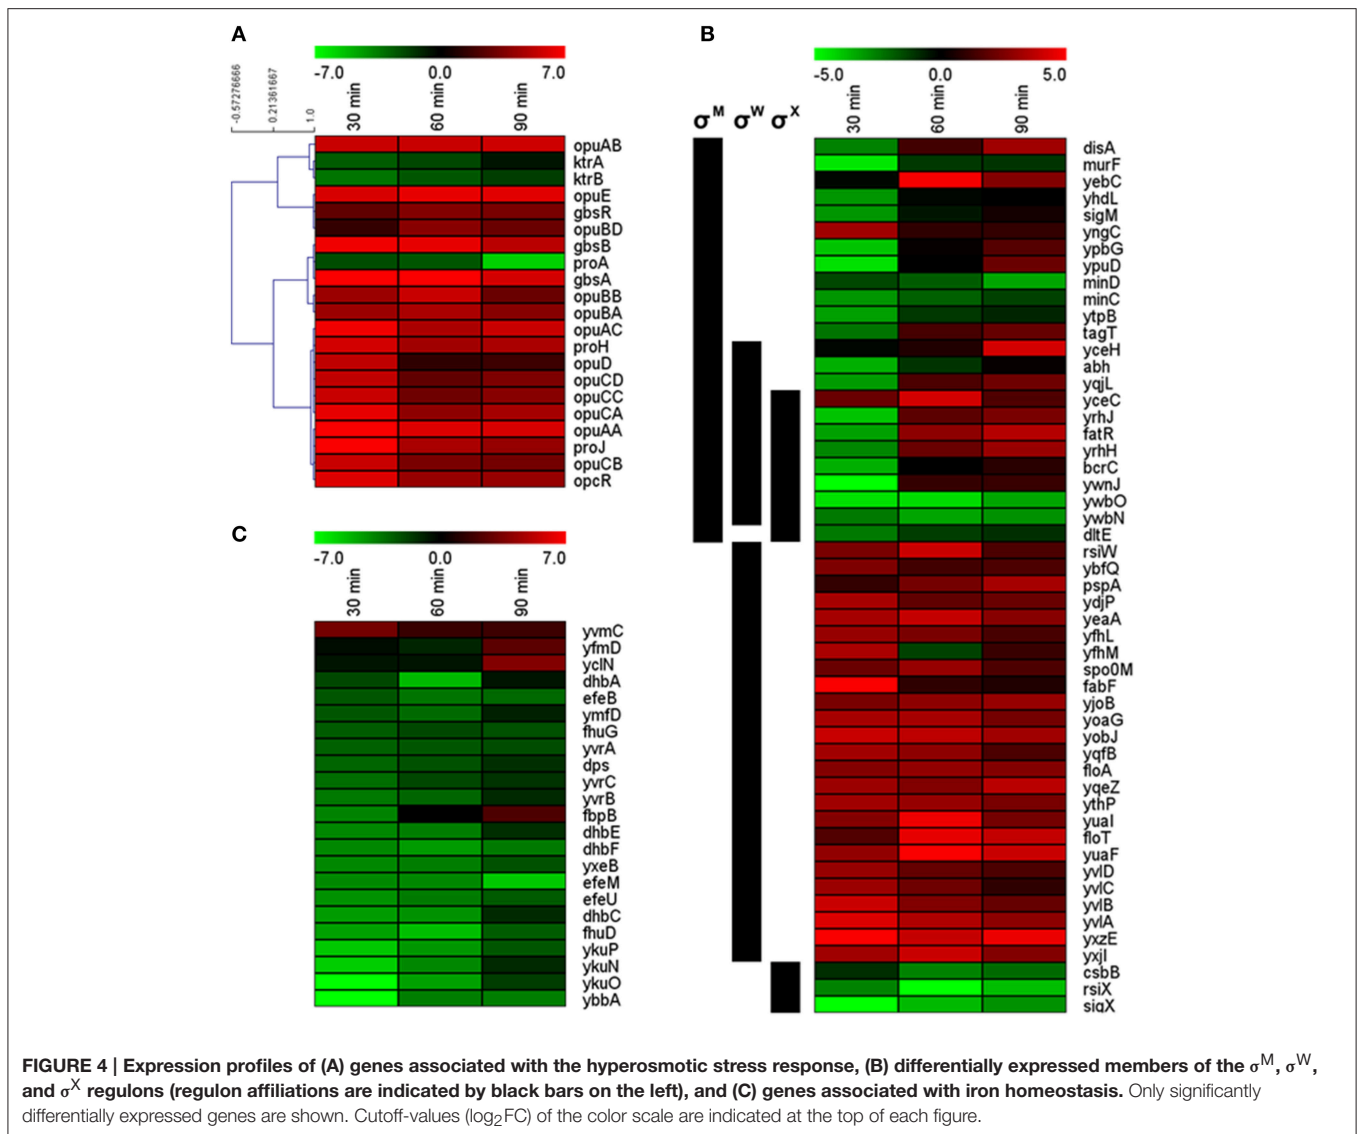 A
-7.0 0.0 7.0
-0.57276666
0.21361667
1.0
30 min
60 min
90 min
opuAB
ktrA
ktrB
opuE
gbsR
opuBD
gbsB
proA
gbsA
opuBB
opuBA
opuAC
proH
opuD
opuCD
opuCC
opuCA
opuAA
proJ
opuCB
opcR
B
-5.0 0.0 5.0
σM σW σX
30 min
60 min
90 min
disA
murF
yebC
yhdL
sigM
yngC
ypbG
ypuD
minD
minC
ytpB
tagT
yceH
abh
yqjL
yceC
yrhJ
fatR
yrhH
bcrC
ywnJ
ywbO
ywbN
dltE
rsiW
ybfQ
pspA
ydjP
yeaA
yfhL
yfhM
spo0M
fabF
yjoB
yoaG
yobJ
yqfB
floA
yqeZ
ythP
yuaI
floT
yuaF
yvlD
yvlC
yvlB
yvlA
yxzE
yxjI
csbB
rsiX
sigX
C
-7.0 0.0 7.0
30 min
60 min
90 min
yvmC
yfmD
yclN
dhbA
efeB
ymfD
fhuG
yvrA
dps
yvrC
yvrB
fbpB
dhbE
dhbF
yxeB
efeM
efeU
dhbC
fhuD
ykuP
ykuN
ykuO
ybbA
FIGURE 4 | Expression profiles of (A) genes associated with the hyperosmotic stress response, (B) differentially expressed members of the σM, σW,
and σX regulons (regulon affiliations are indicated by black bars on the left), and (C) genes associated with iron homeostasis. Only significantly
differentially expressed genes are shown. Cutoff-values (log2FC) of the color scale are indicated at the top of each figure.